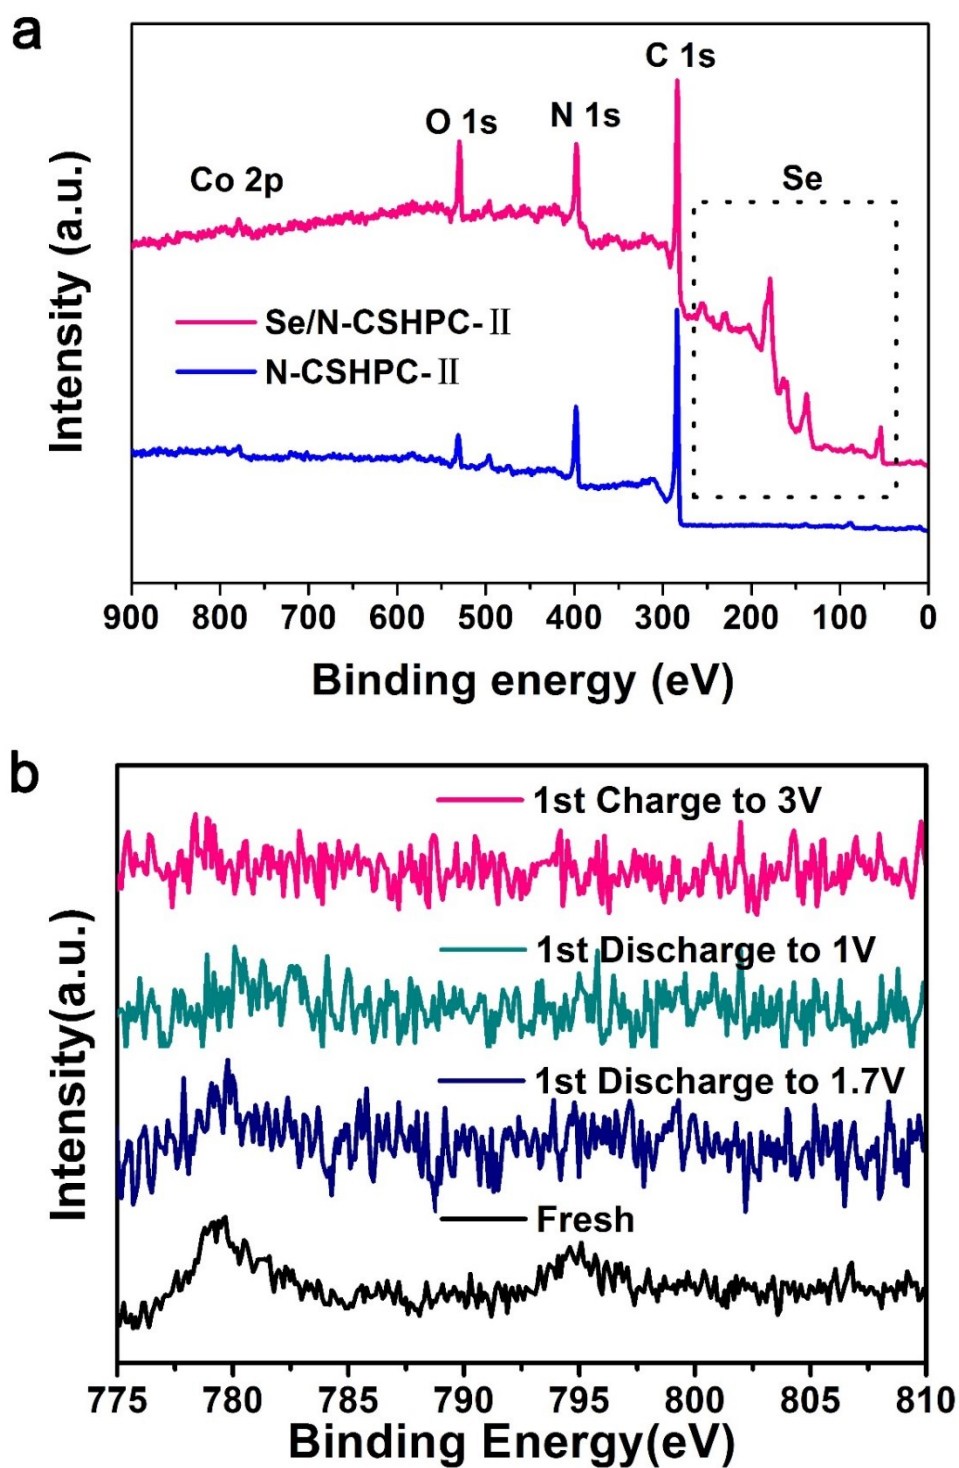 a
C 1s
O 1s
N 1s
Co 2p
Se
Se/N-CSHPC-Ⅱ
N-CSHPC-Ⅱ
Intensity (a.u.)
900 800 700 600 500 400 300 200 100 0
Binding energy (eV)
b
1st Charge to 3V
1st Discharge to 1V
1st Discharge to 1.7V
Fresh
Intensity(a.u.)
775 780 785 790 795 800 805 810
Binding Energy(eV)